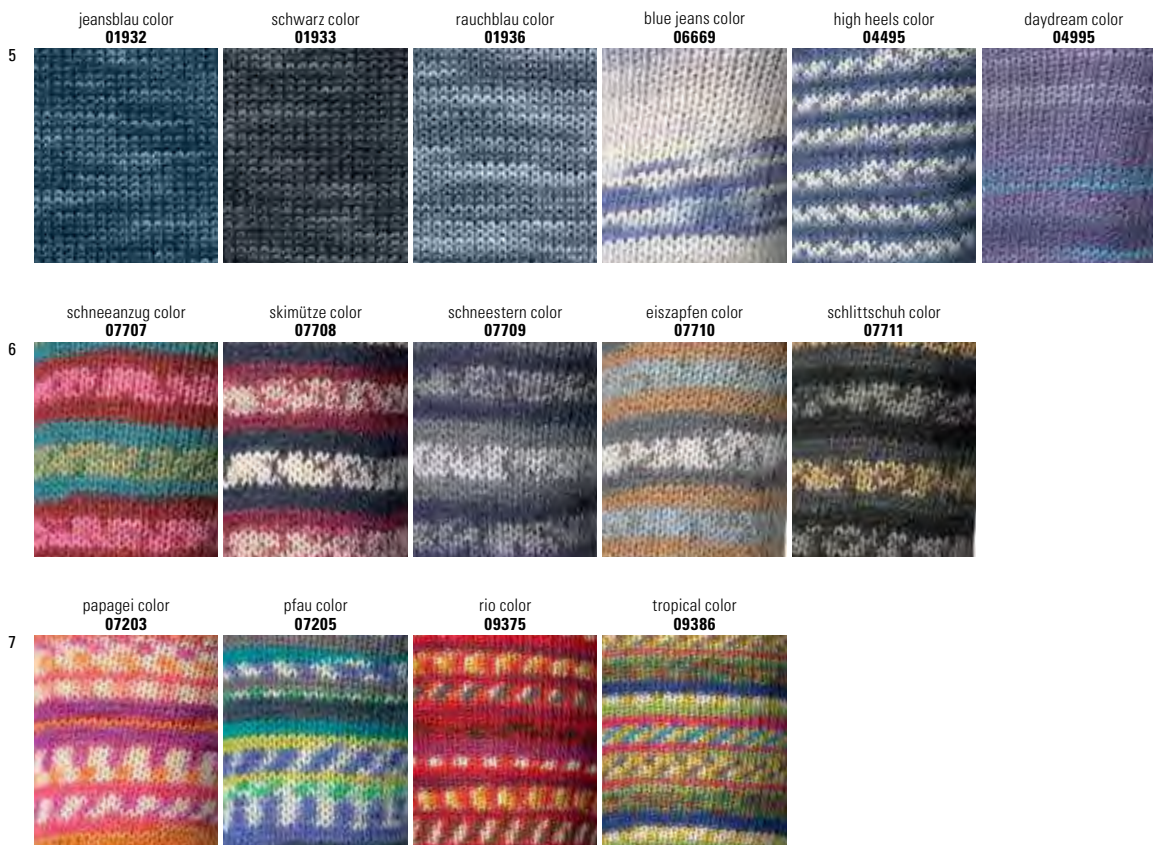 jeansblau color
01932
schwarz color
01933
rauchblau color
01936
blue jeans color
06669
high heels color
04495
daydream color
04995
5
schneeanzug color
07707
skimütze color
07708
schneestern color
07709
eiszapfen color
07710
schlittschuh color
07711
6
papagei color
07203
pfau color
07205
rio color
09375
tropical color
09386
7